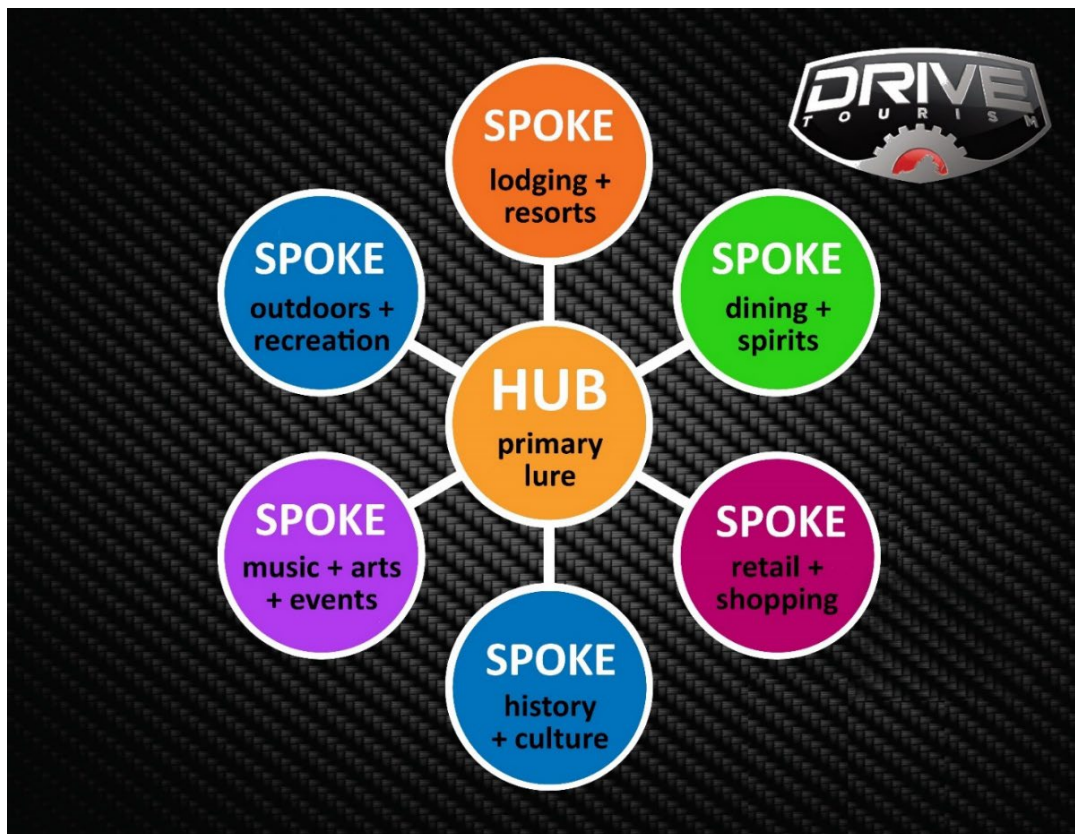 DRIVE
TOURISM
SPOKE
lodging +
resorts
SPOKE
outdoors +
recreation
SPOKE
dining +
spirits
HUB
primary
lure
SPOKE
music + arts
+ events
SPOKE
retail +
shopping
SPOKE
history
+ culture